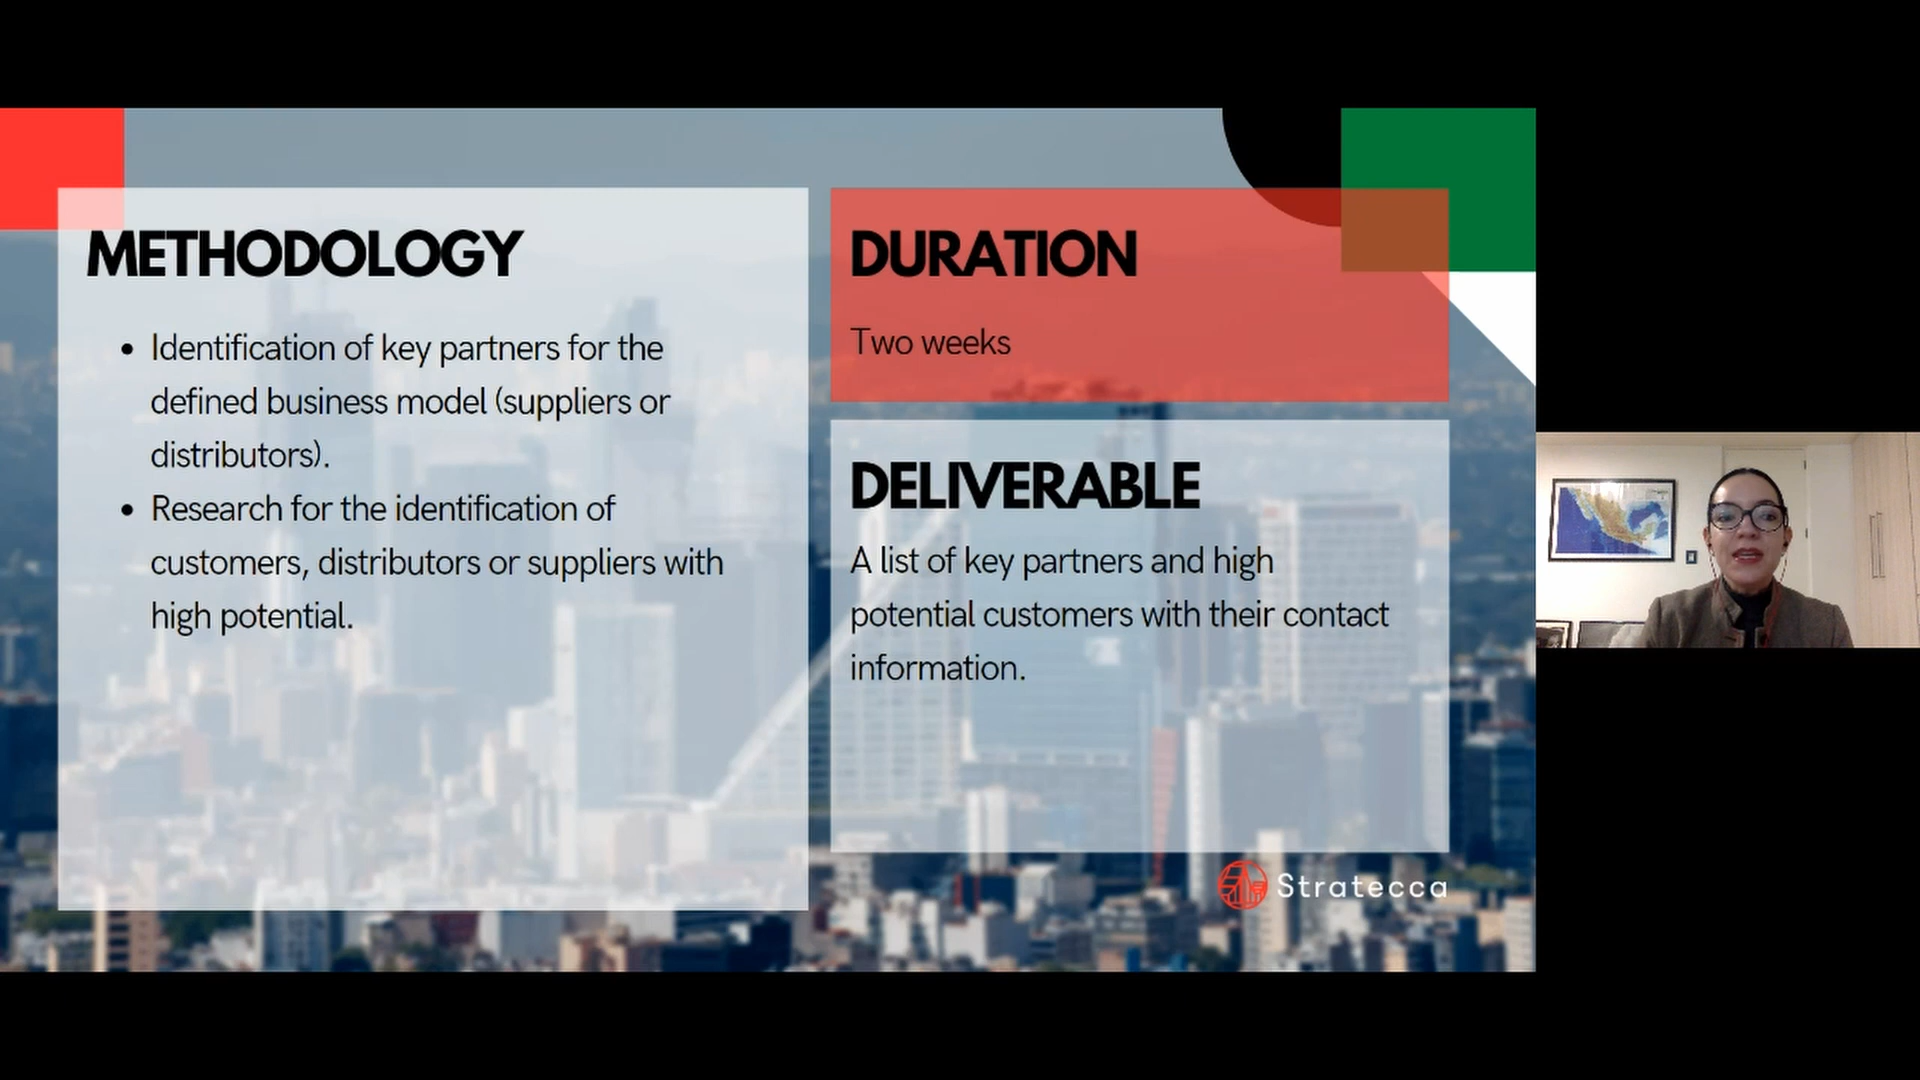 METHODOLOGY
• Identification of key partners for the
defined business model (suppliers or
distributors).
• Research for the identification of
customers, distributors or suppliers with
high potential.
DURATION
Two weeks
DELIVERABLE
A list of key partners and high
potential customers with their contact
information.
Stratecca